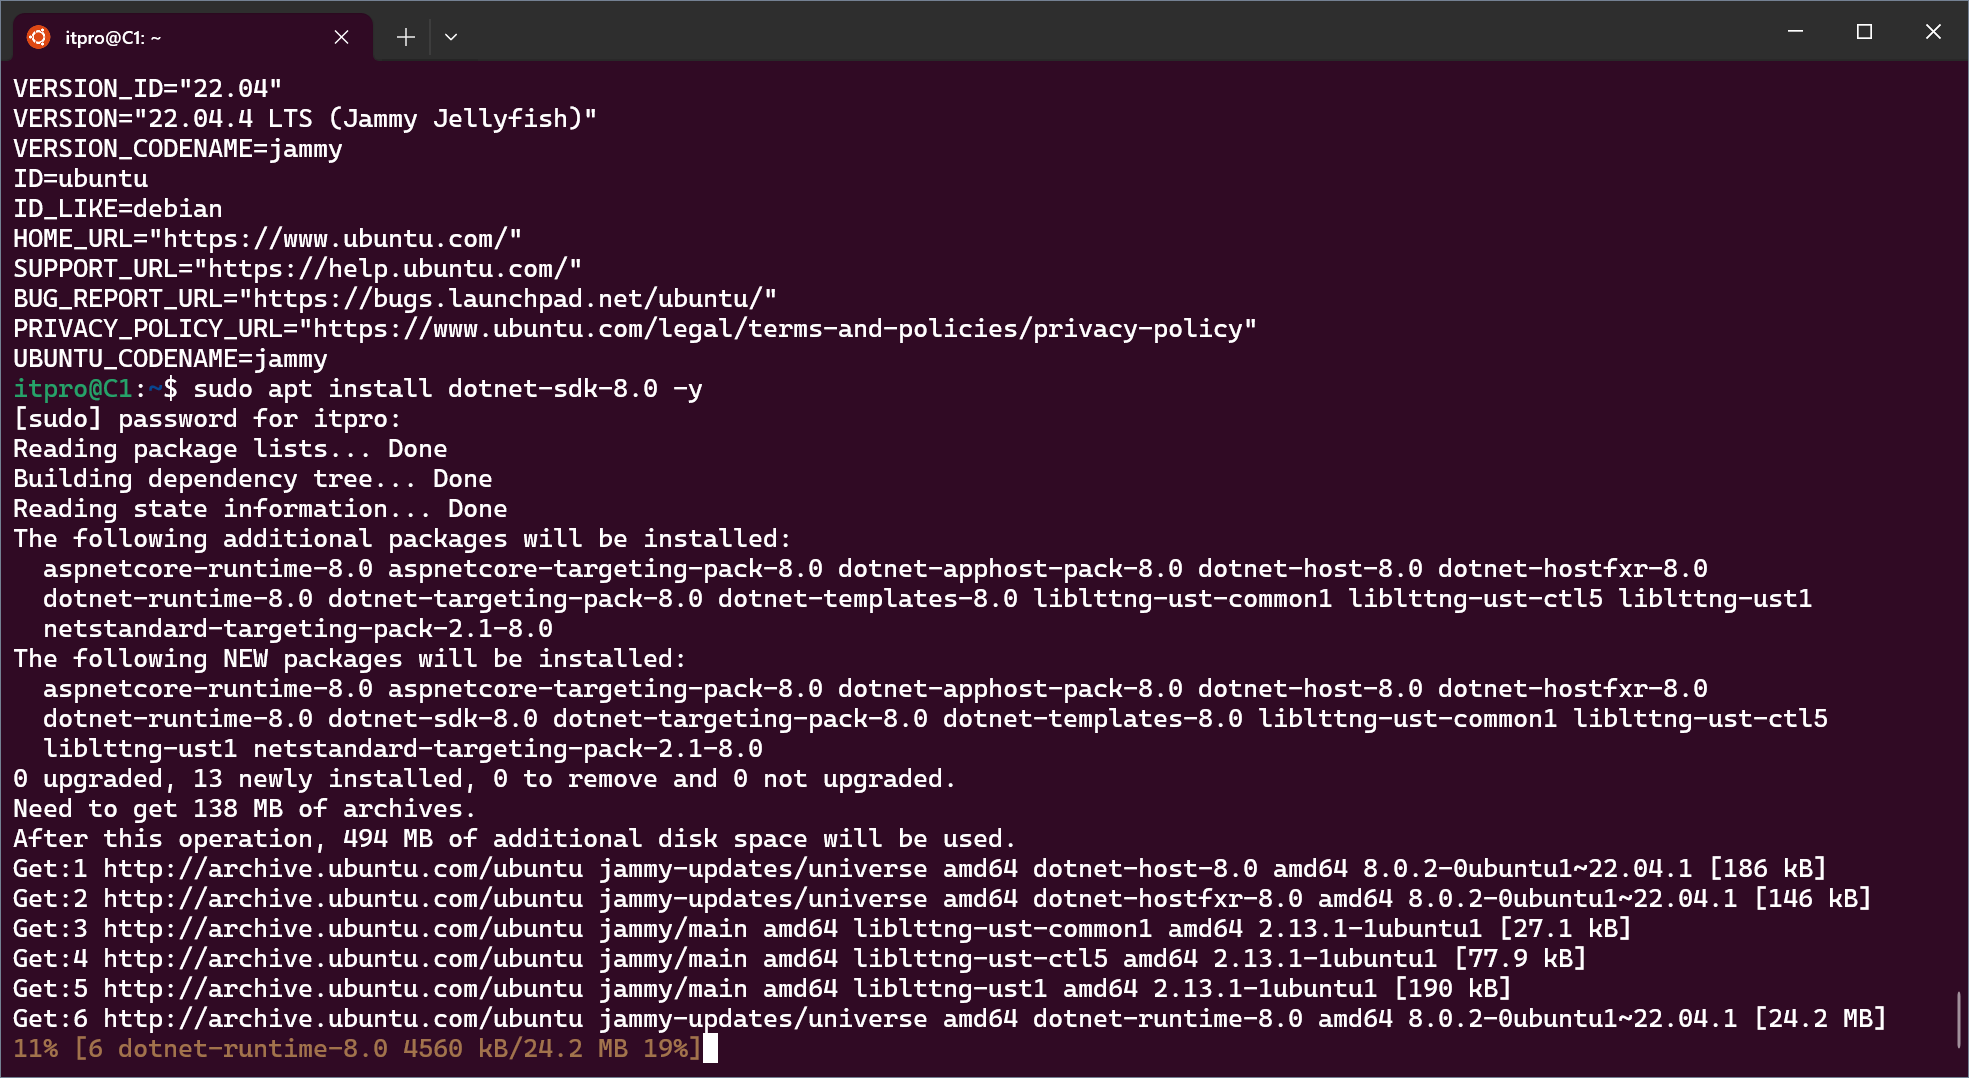 itpro@C1: ~
VERSION_ID="22.04"
VERSION="22.04.4 LTS (Jammy Jellyfish)"
VERSION_CODENAME=jammy
ID=ubuntu
ID_LIKE=debian
HOME_URL="https://www.ubuntu.com/"
SUPPORT_URL="https://help.ubuntu.com/"
BUG_REPORT_URL="https://bugs.launchpad.net/ubuntu/"
PRIVACY_POLICY_URL="https://www.ubuntu.com/legal/terms-and-policies/privacy-policy"
UBUNTU_CODENAME=jammy
itpro@C1:~$ sudo apt install dotnet-sdk-8.0 -y
[sudo] password for itpro:
Reading package lists... Done
Building dependency tree... Done
Reading state information... Done
The following additional packages will be installed:
  aspnetcore-runtime-8.0 aspnetcore-targeting-pack-8.0 dotnet-apphost-pack-8.0 dotnet-host-8.0 dotnet-hostfxr-8.0
  dotnet-runtime-8.0 dotnet-targeting-pack-8.0 dotnet-templates-8.0 liblttng-ust-common1 liblttng-ust-ctl5 liblttng-ust1
  netstandard-targeting-pack-2.1-8.0
The following NEW packages will be installed:
  aspnetcore-runtime-8.0 aspnetcore-targeting-pack-8.0 dotnet-apphost-pack-8.0 dotnet-host-8.0 dotnet-hostfxr-8.0
  dotnet-runtime-8.0 dotnet-sdk-8.0 dotnet-targeting-pack-8.0 dotnet-templates-8.0 liblttng-ust-common1 liblttng-ust-ctl5
  liblttng-ust1 netstandard-targeting-pack-2.1-8.0
0 upgraded, 13 newly installed, 0 to remove and 0 not upgraded.
Need to get 138 MB of archives.
After this operation, 494 MB of additional disk space will be used.
Get:1 http://archive.ubuntu.com/ubuntu jammy-updates/universe amd64 dotnet-host-8.0 amd64 8.0.2-0ubuntu1~22.04.1 [186 kB]
Get:2 http://archive.ubuntu.com/ubuntu jammy-updates/universe amd64 dotnet-hostfxr-8.0 amd64 8.0.2-0ubuntu1~22.04.1 [146 kB]
Get:3 http://archive.ubuntu.com/ubuntu jammy/main amd64 liblttng-ust-common1 amd64 2.13.1-1ubuntu1 [27.1 kB]
Get:4 http://archive.ubuntu.com/ubuntu jammy/main amd64 liblttng-ust-ctl5 amd64 2.13.1-1ubuntu1 [77.9 kB]
Get:5 http://archive.ubuntu.com/ubuntu jammy/main amd64 liblttng-ust1 amd64 2.13.1-1ubuntu1 [190 kB]
Get:6 http://archive.ubuntu.com/ubuntu jammy-updates/universe amd64 dotnet-runtime-8.0 amd64 8.0.2-0ubuntu1~22.04.1 [24.2 MB]
11% [6 dotnet-runtime-8.0 4560 kB/24.2 MB 19%]